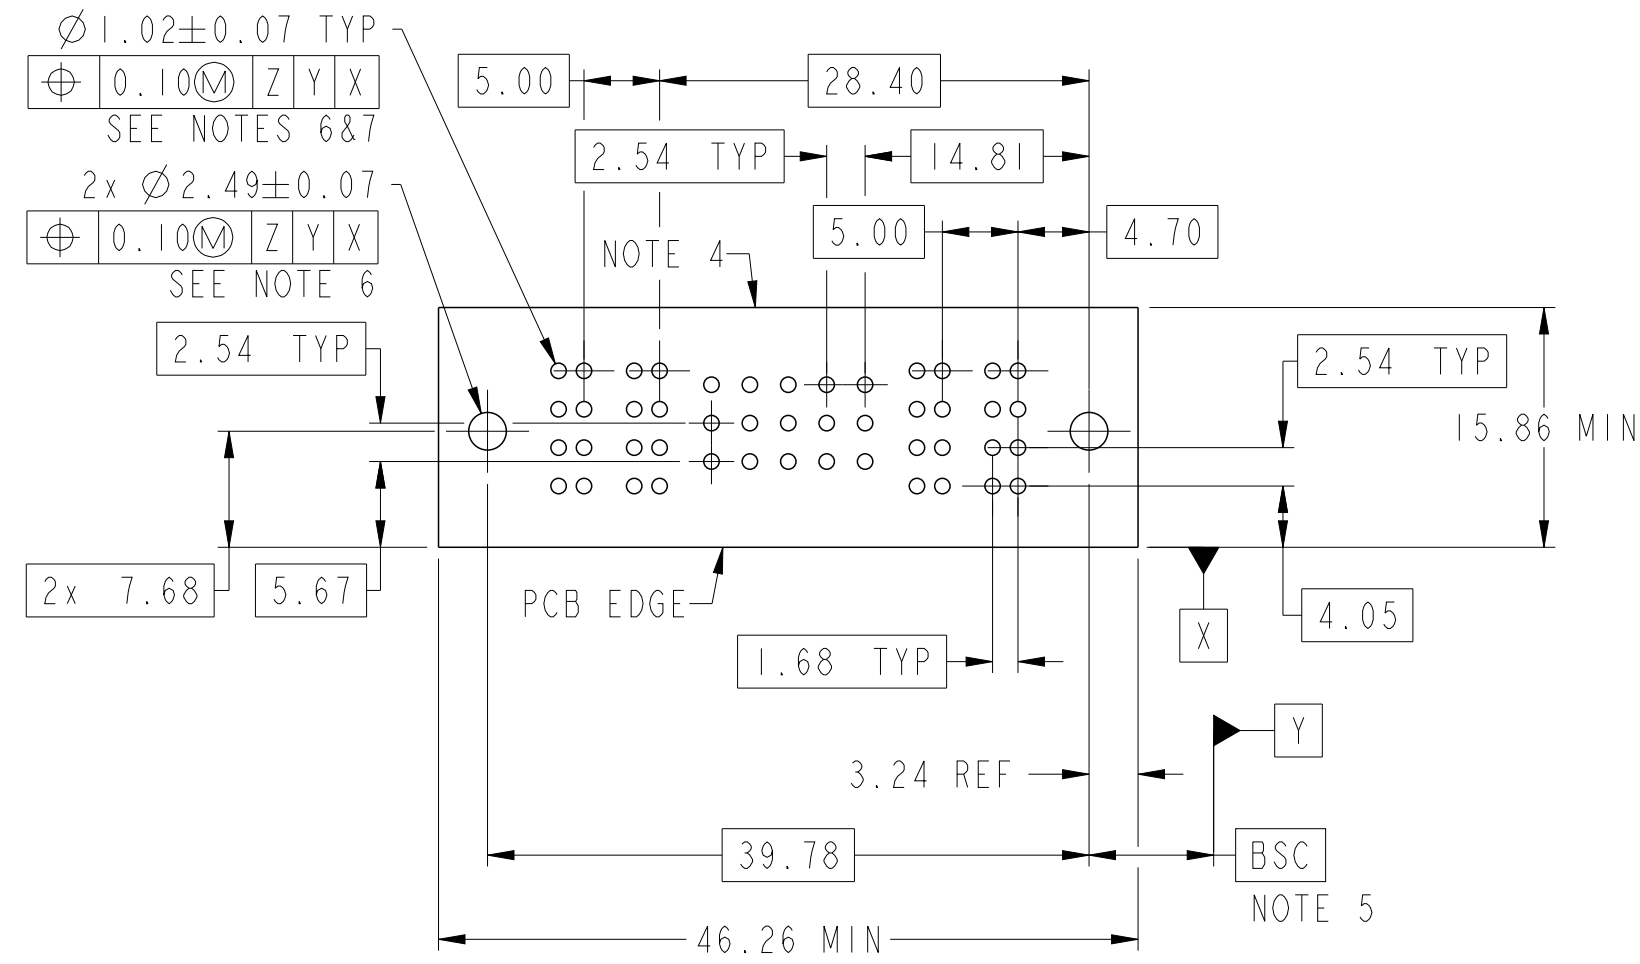 ∅1.02±0.07 TYP
⌖ 0.10Ⓜ Z Y X
SEE NOTES 6&7
2x ∅2.49±0.07
⌖ 0.10Ⓜ Z Y X
SEE NOTE 6
5.00
28.40
2.54 TYP
14.81
5.00
4.70
NOTE 4
2.54 TYP
2.54 TYP
15.86 MIN
2x 7.68
5.67
PCB EDGE
4.05
X
1.68 TYP
Y
3.24 REF
39.78
BSC
NOTE 5
46.26 MIN